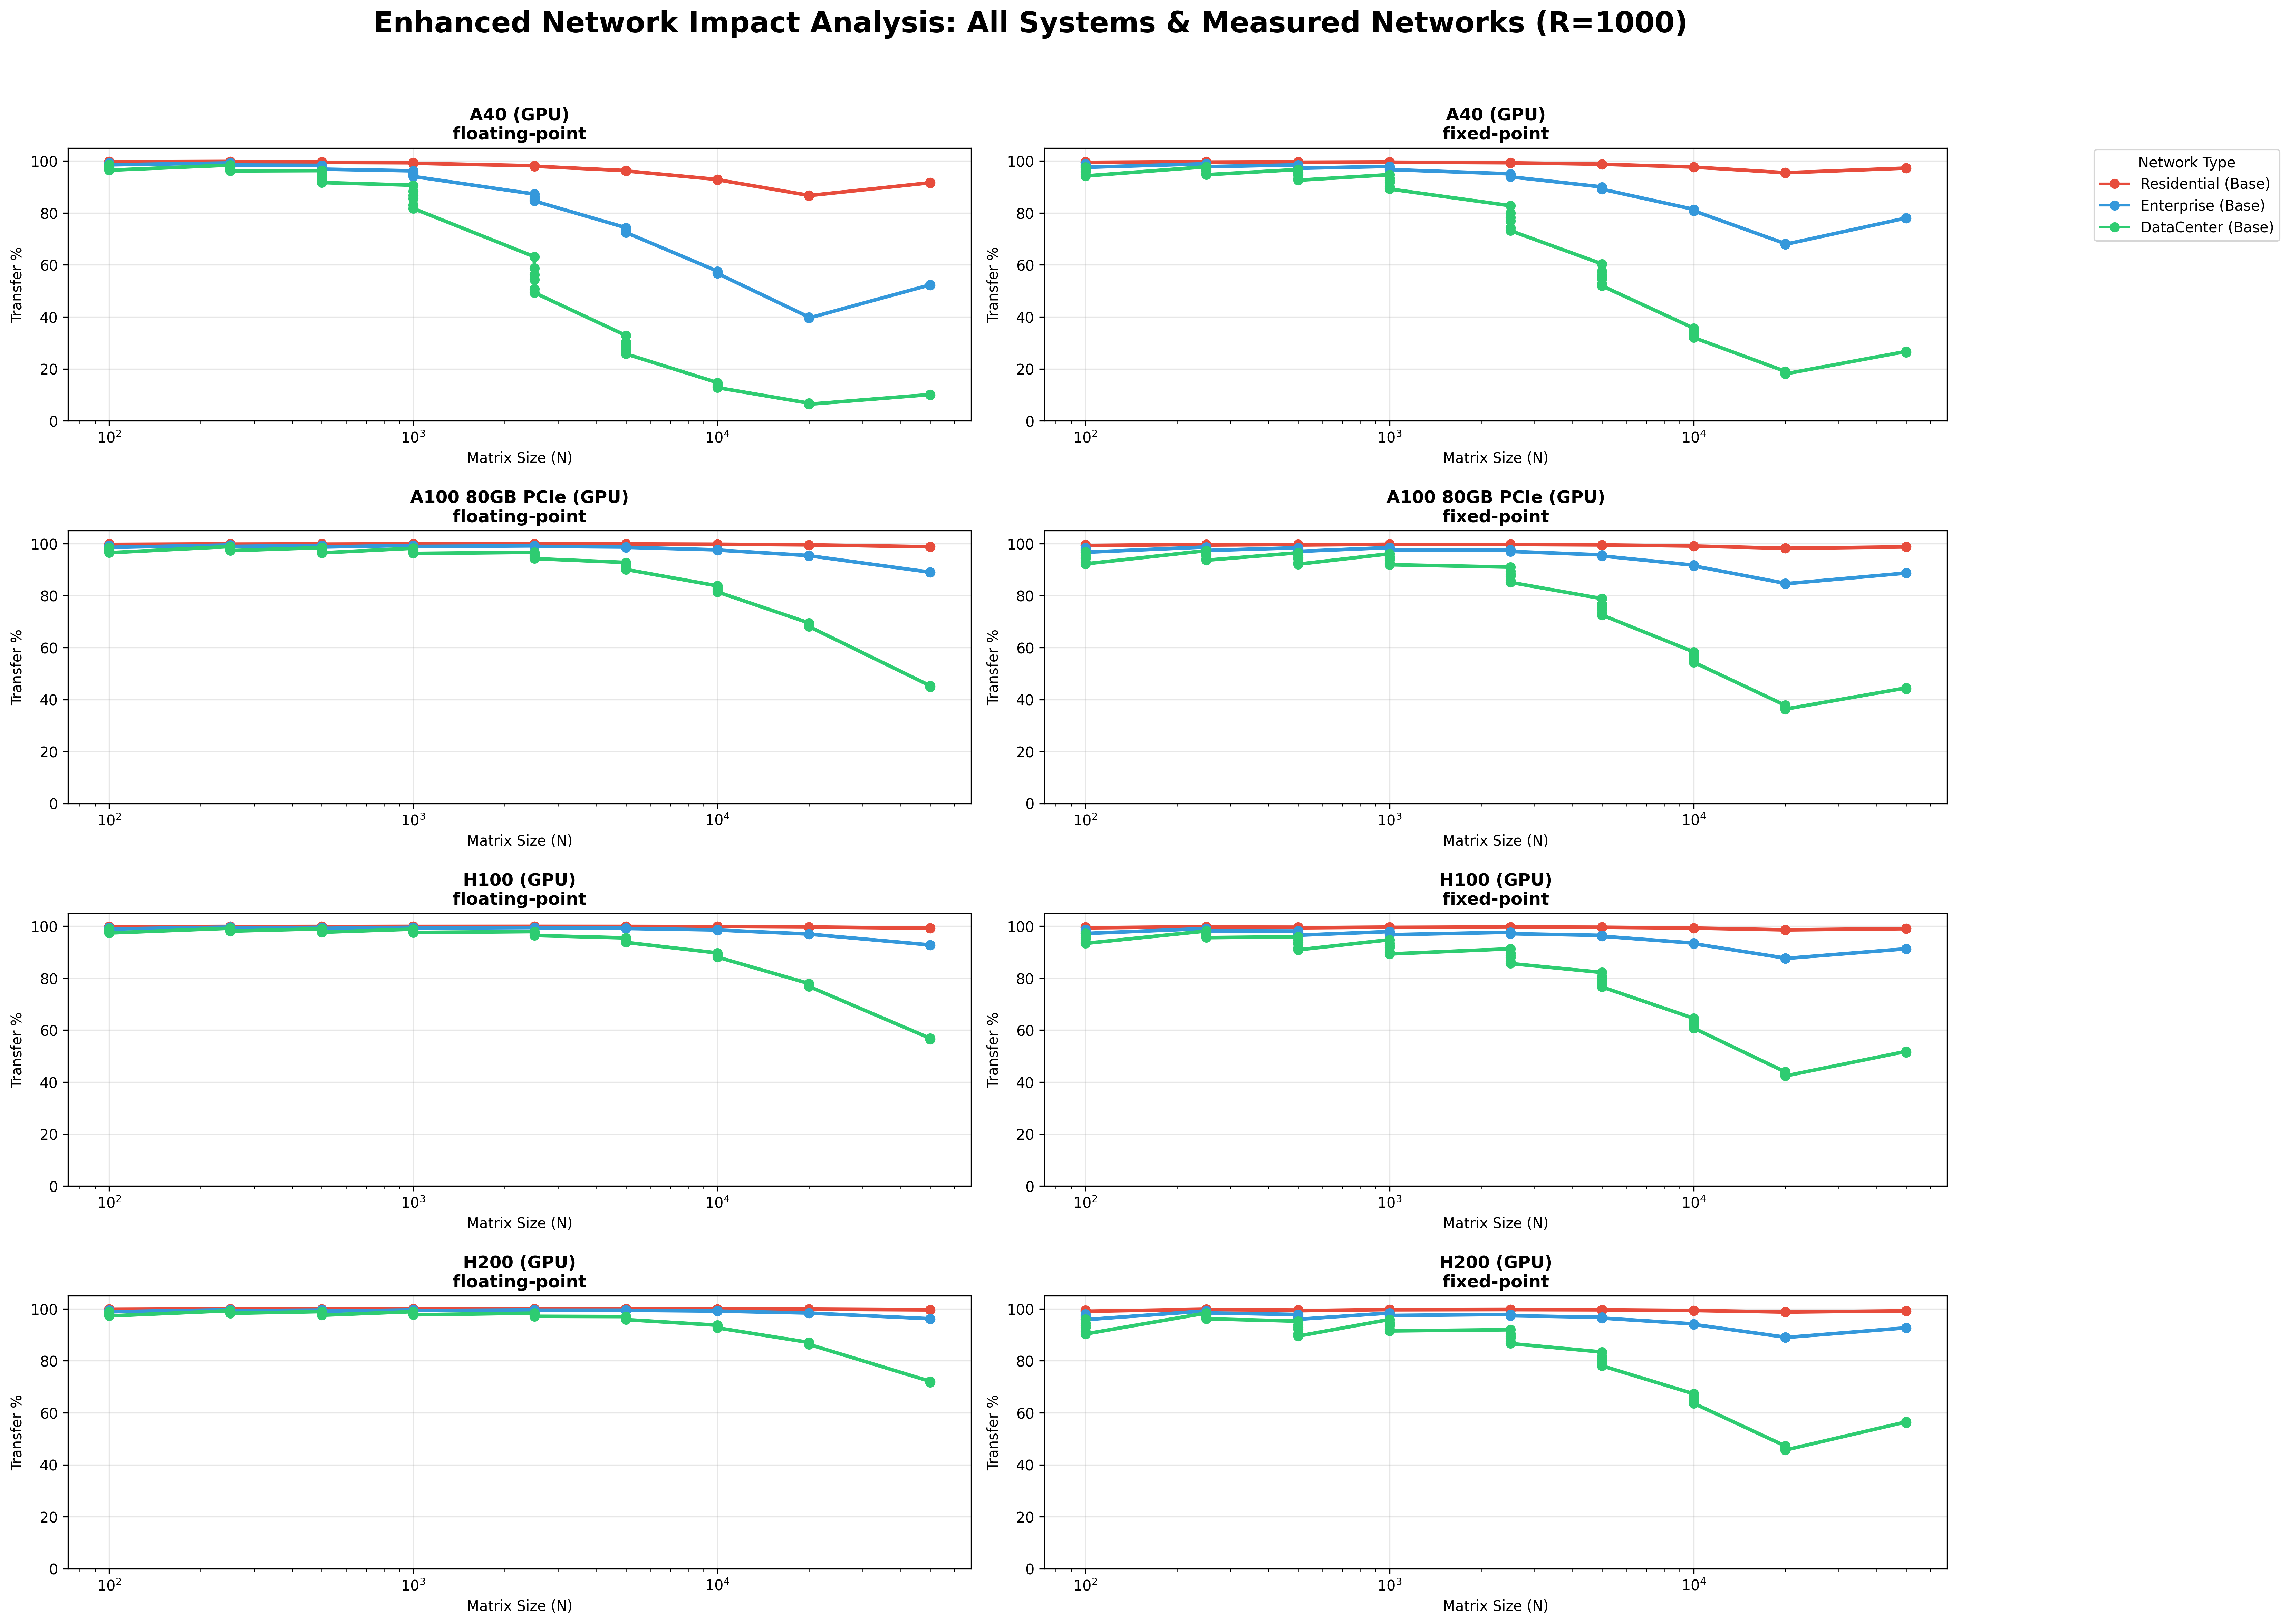 Enhanced Network Impact Analysis: All Systems & Measured Networks (R=1000)
A40 (GPU)
floating-point
Transfer %
100
80
60
40
20
0
10²
10³
10⁴
Matrix Size (N)
A40 (GPU)
fixed-point
Transfer %
100
80
60
40
20
0
10²
10³
10⁴
Matrix Size (N)
Network Type
Residential (Base)
Enterprise (Base)
DataCenter (Base)
A100 80GB PCIe (GPU)
floating-point
Transfer %
100
80
60
40
20
0
10²
10³
10⁴
Matrix Size (N)
A100 80GB PCIe (GPU)
fixed-point
Transfer %
100
80
60
40
20
0
10²
10³
10⁴
Matrix Size (N)
H100 (GPU)
floating-point
Transfer %
100
80
60
40
20
0
10²
10³
10⁴
Matrix Size (N)
H100 (GPU)
fixed-point
Transfer %
100
80
60
40
20
0
10²
10³
10⁴
Matrix Size (N)
H200 (GPU)
floating-point
Transfer %
100
80
60
40
20
0
10²
10³
10⁴
Matrix Size (N)
H200 (GPU)
fixed-point
Transfer %
100
80
60
40
20
0
10²
10³
10⁴
Matrix Size (N)